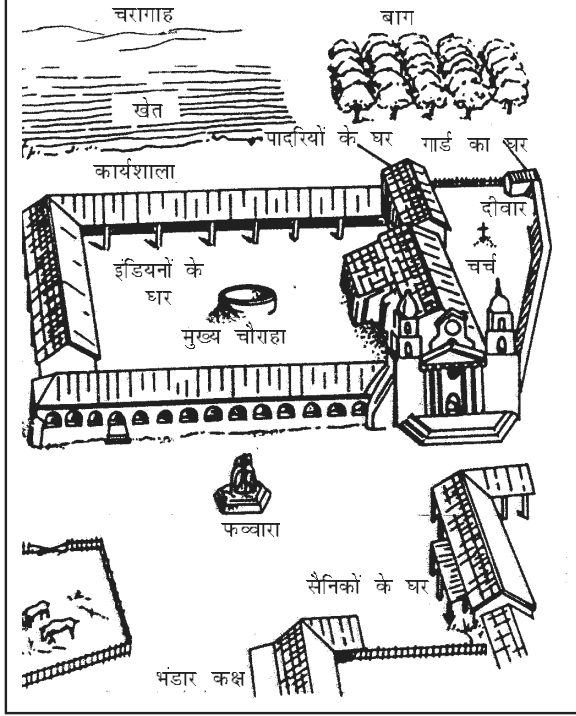 चरागाह
बाग
खेत
पादरियों के घर
गार्ड का घर
कार्यशाला
दीवार
चर्च
इंडियनों के
घर
मुख्य चौराहा
फव्वारा
सैनिकों के घर
भंडार कक्ष